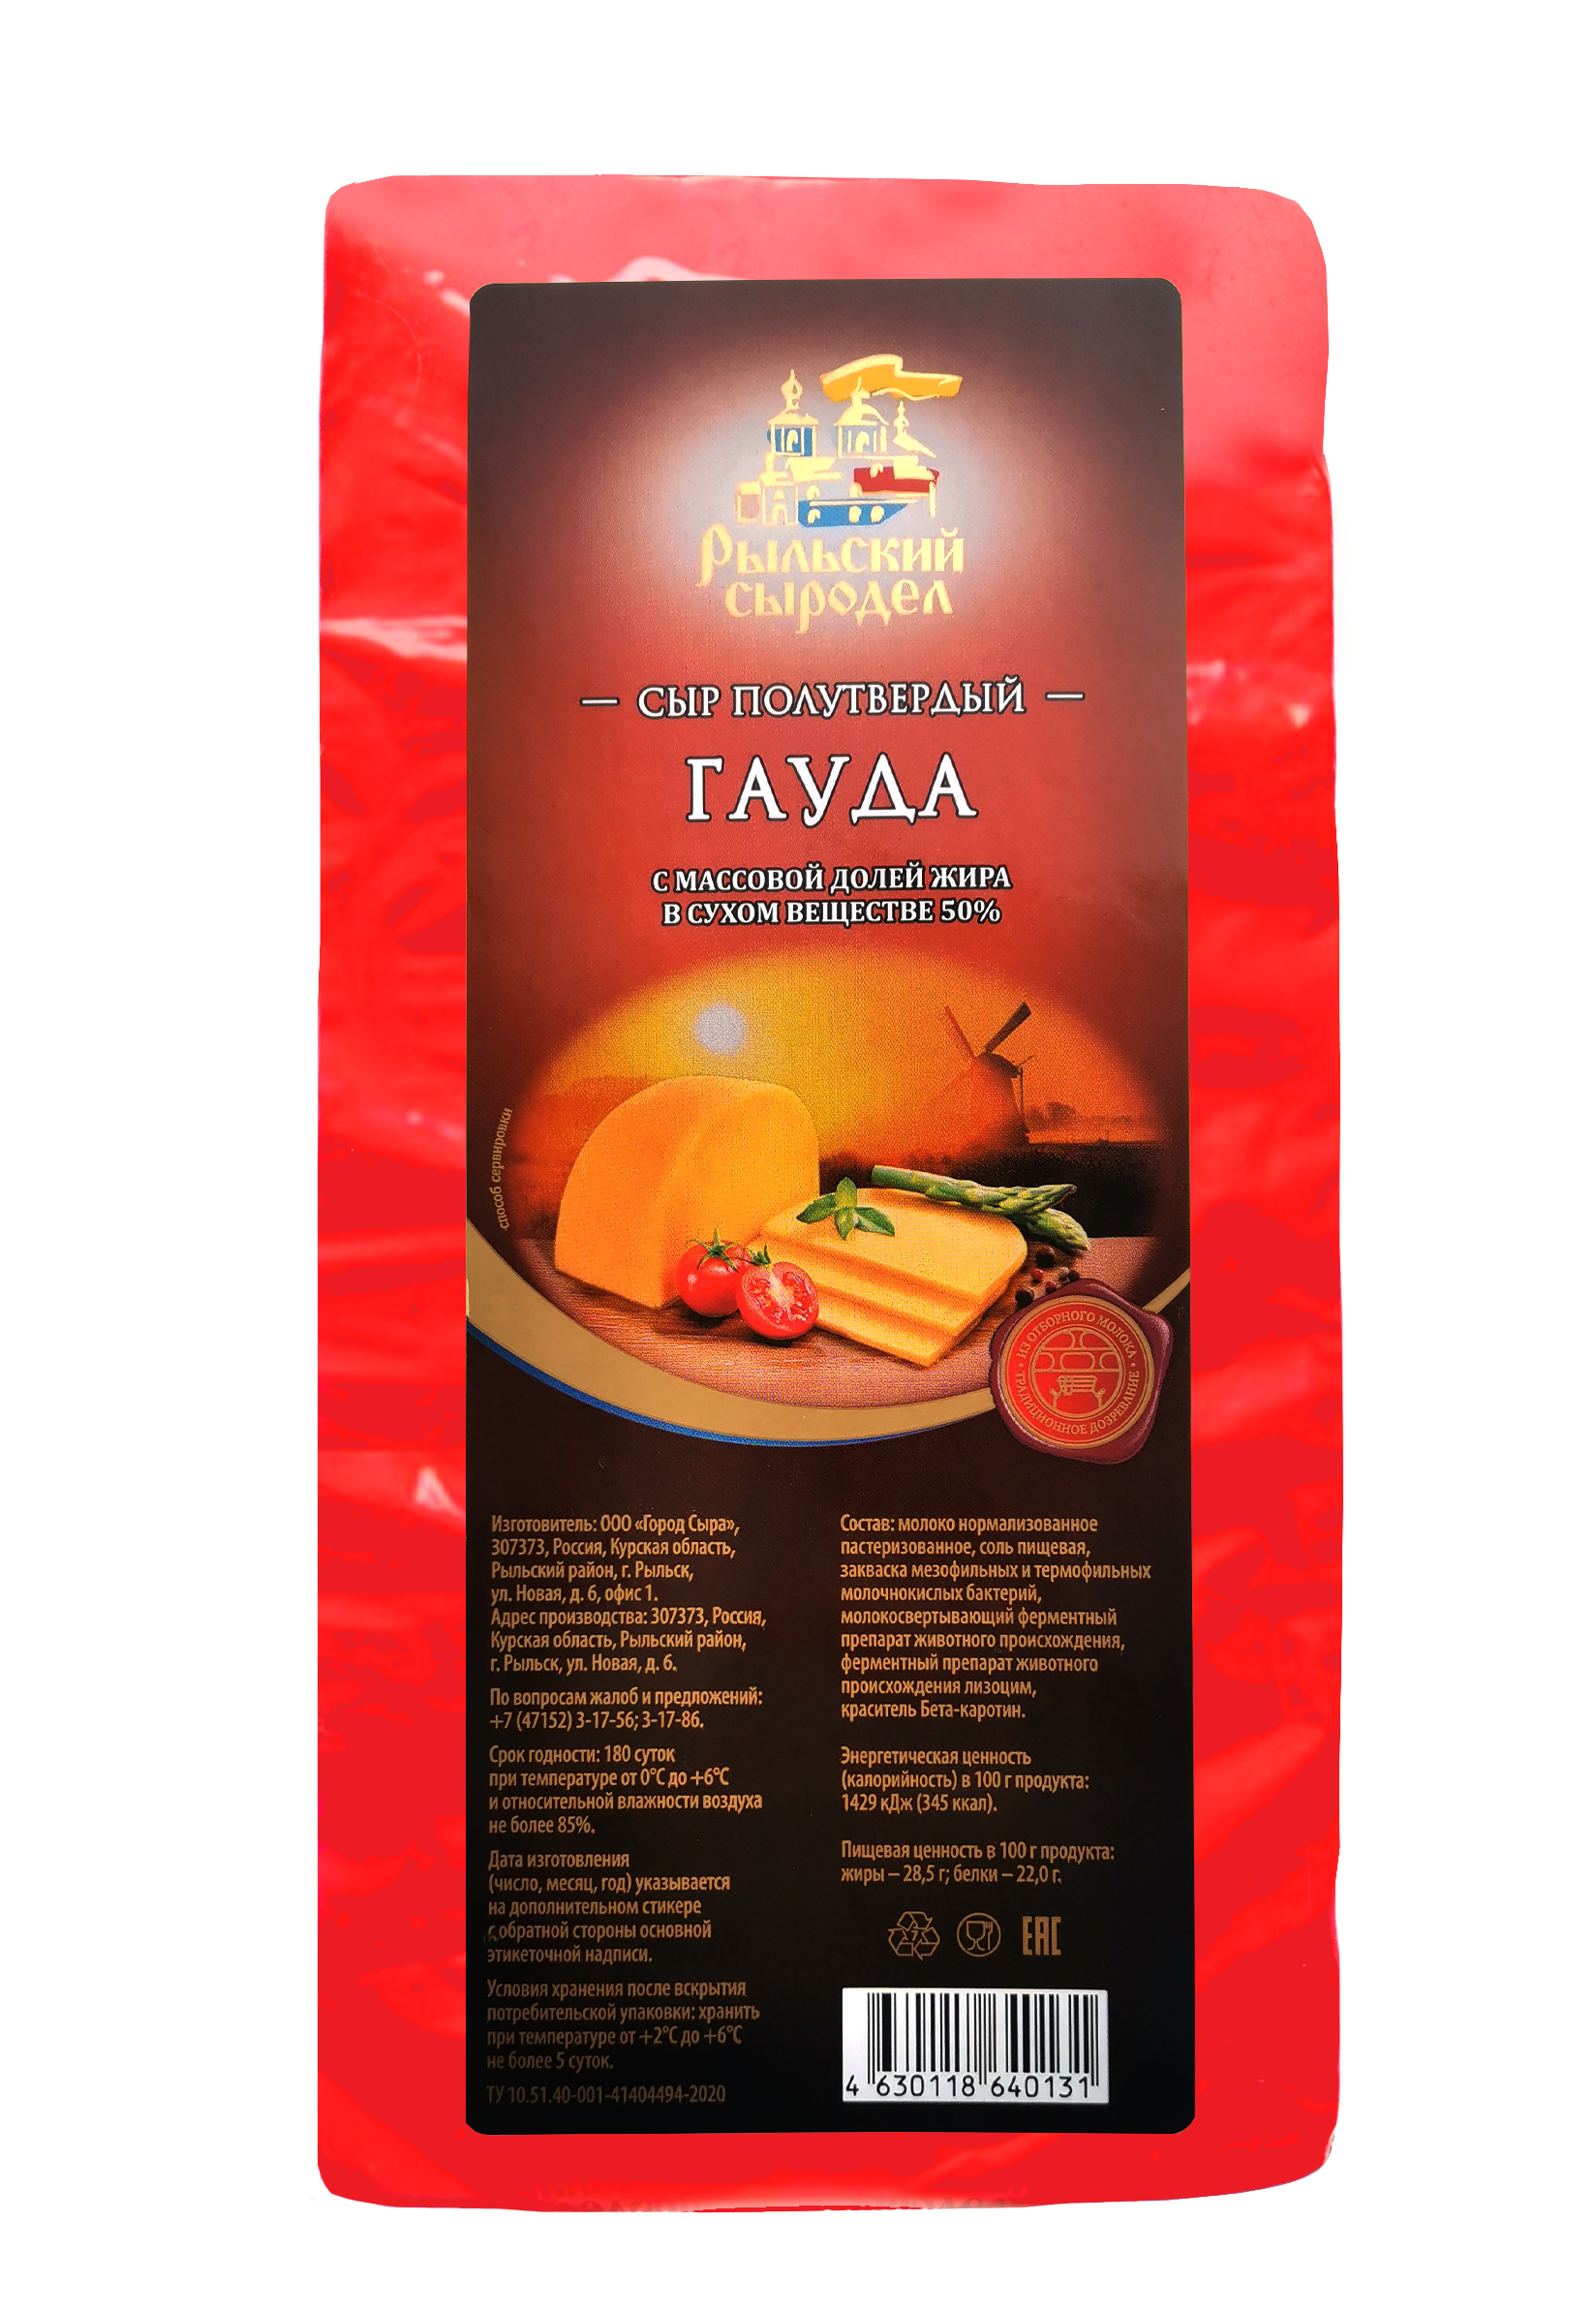 Рыльский
сыродел
— СЫР ПОЛУТВЕРДЫЙ —
ГАУДА
С МАССОВОЙ ДОЛЕЙ ЖИРА
В СУХОМ ВЕЩЕСТВЕ 50%
способ сервировки
ИЗ ОТБОРНОГО МОЛОКА •
ТРАДИЦИОННОЕ ДОЗРЕВАНИЕ •
Изготовитель: ООО «Город Сыра»,
307373, Россия, Курская область,
Рыльский район, г. Рыльск,
ул. Новая, д. 6, офис 1.
Адрес производства: 307373, Россия,
Курская область, Рыльский район,
г. Рыльск, ул. Новая, д. 6.
По вопросам жалоб и предложений:
+7 (47152) 3-17-56; 3-17-86.
Срок годности: 180 суток
при температуре от 0°С до +6°С
и относительной влажности воздуха
не более 85%.
Дата изготовления
(число, месяц, год) указывается
на дополнительном стикере
с обратной стороны основной
этикеточной надписи.
Условия хранения после вскрытия
потребительской упаковки: хранить
при температуре от +2°С до +6°С
не более 5 суток.
ТУ 10.51.40-001-41404494-2020
Состав: молоко нормализованное
пастеризованное, соль пищевая,
закваска мезофильных и термофильных
молочнокислых бактерий,
молокосвертывающий ферментный
препарат животного происхождения,
ферментный препарат животного
происхождения лизоцим,
краситель Бета-каротин.
Энергетическая ценность
(калорийность) в 100 г продукта:
1429 кДж (345 ккал).
Пищевая ценность в 100 г продукта:
жиры – 28,5 г; белки – 22,0 г.
7
ЕАС
4 630118 640131